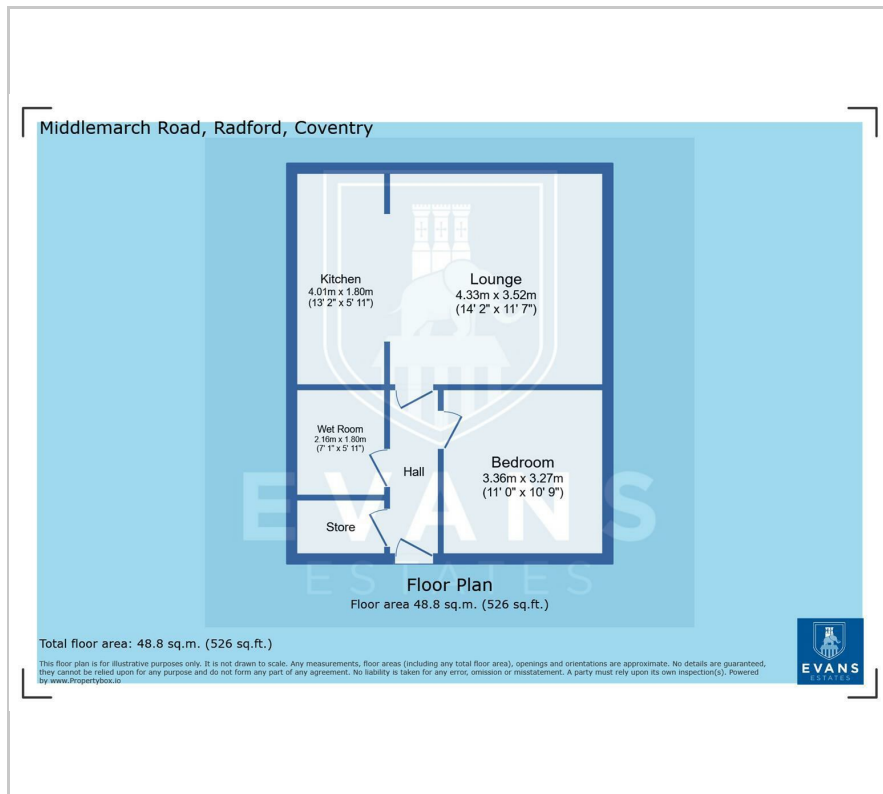 Middlemarch Road, Radford, Coventry
Kitchen
4.01m x 1.80m
(13' 2" x 5' 11")
Lounge
4.33m x 3.52m
(14' 2" x 11' 7")
Wet Room
2.16m x 1.80m
(7' 1" x 5' 11")
Hall
Bedroom
3.36m x 3.27m
(11' 0" x 10' 9")
Store
EVANS
ESTATES
Floor Plan
Floor area 48.8 sq.m. (526 sq.ft.)
Total floor area: 48.8 sq.m. (526 sq.ft.)
This floor plan is for illustrative purposes only. It is not drawn to scale. Any measurements, floor areas (including any total floor area), openings and orientations are approximate. No details are guaranteed,
they cannot be relied upon for any purpose and do not form any part of any agreement. No liability is taken for any error, omission or misstatement. A party must rely upon its own inspection(s). Powered
by www.Propertybox.io
EVANS
ESTATES